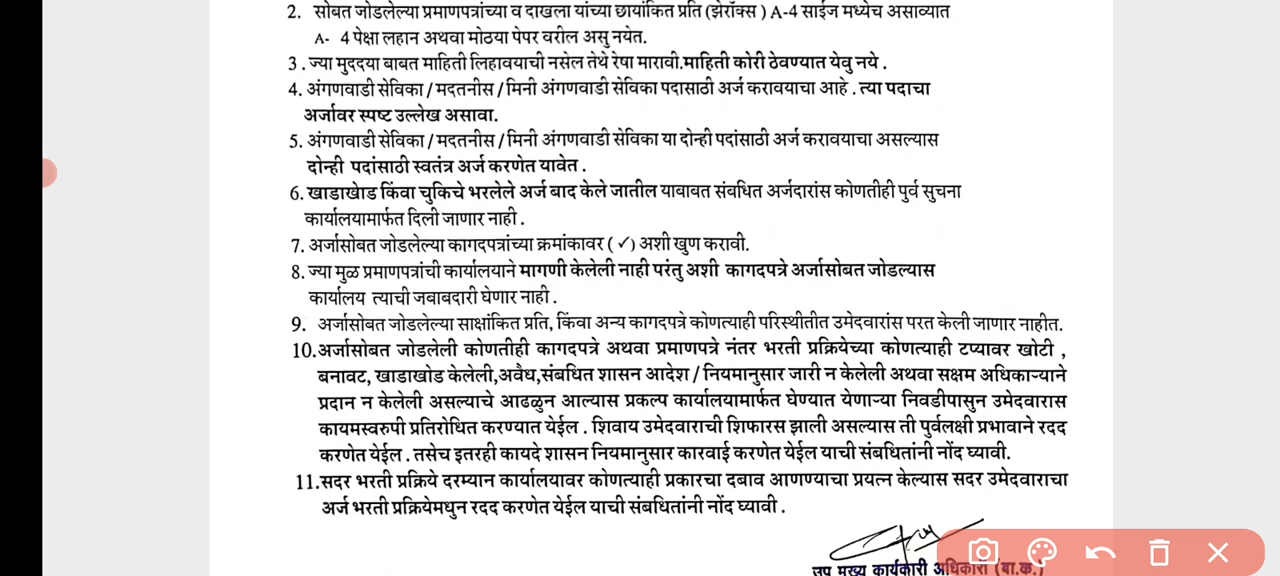 2. सोबत जोडलेल्या प्रमाणपत्रांच्या व दाखला यांच्या छायांकित प्रति (झेरॉक्स ) A-4 साईज मध्येच असाव्यात
A- 4 पेक्षा लहान अथवा मोठया पेपर वरील असु नयेत.
3 . ज्या मुददया बाबत माहिती लिहावयाची नसेल तेथे रेषा मारावी.माहिती कोरी ठेवण्यात येवु नये .
4. अंगणवाडी सेविका / मदतनीस / मिनी अंगणवाडी सेविका पदासाठी अर्ज करावयाचा आहे . त्या पदाचा
अर्जावर स्पष्ट उल्लेख असावा.
5. अंगणवाडी सेविका / मदतनीस / मिनी अंगणवाडी सेविका या दोन्ही पदांसाठी अर्ज करावयाचा असल्यास
दोन्ही पदांसाठी स्वतंत्र अर्ज करणेत यावेत .
6. खाडाखोड किंवा चुकिचे भरलेले अर्ज बाद केले जातील याबाबत संबधित अर्जदारांस कोणतीही पुर्व सुचना
कार्यालयामार्फत दिली जाणार नाही .
7. अर्जासोबत जोडलेल्या कागदपत्रांच्या क्रमांकावर ( ✓ ) अशी खुण करावी.
8. ज्या मुळ प्रमाणपत्रांची कार्यालयाने मागणी केलेली नाही परंतु अशी कागदपत्रे अर्जासोबत जोडल्यास
कार्यालय त्याची जबाबदारी घेणार नाही .
9. अर्जासोबत जोडलेल्या साक्षांकित प्रति, किंवा अन्य कागदपत्रे कोणत्याही परिस्थीतीत उमेदवारांस परत केली जाणार नाहीत.
10.अर्जासोबत जोडलेली कोणतीही कागदपत्रे अथवा प्रमाणपत्रे नंतर भरती प्रक्रियेच्या कोणत्याही टप्यावर खोटी ,
बनावट, खाडाखोड केलेली,अवैध,संबधित शासन आदेश / नियमानुसार जारी न केलेली अथवा सक्षम अधिकाऱ्याने
प्रदान न केलेली असल्याचे आढळुन आल्यास प्रकल्प कार्यालयामार्फत घेण्यात येणाऱ्या निवडीपासुन उमेदवारास
कायमस्वरुपी प्रतिरोधित करण्यात येईल . शिवाय उमेदवाराची शिफारस झाली असल्यास ती पुर्वलक्षी प्रभावाने रदद
करणेत येईल . तसेच इतरही कायदे शासन नियमानुसार कारवाई करणेत येईल याची संबधितांनी नोंद घ्यावी.
11.सदर भरती प्रक्रिये दरम्यान कार्यालयावर कोणत्याही प्रकारचा दबाव आणण्याचा प्रयत्न केल्यास सदर उमेदवाराचा
अर्ज भरती प्रक्रियेमधुन रदद करणेत येईल याची संबधितांनी नोंद घ्यावी .
उप मुख्य कार्यकारी अधिकारी (बा.क.)